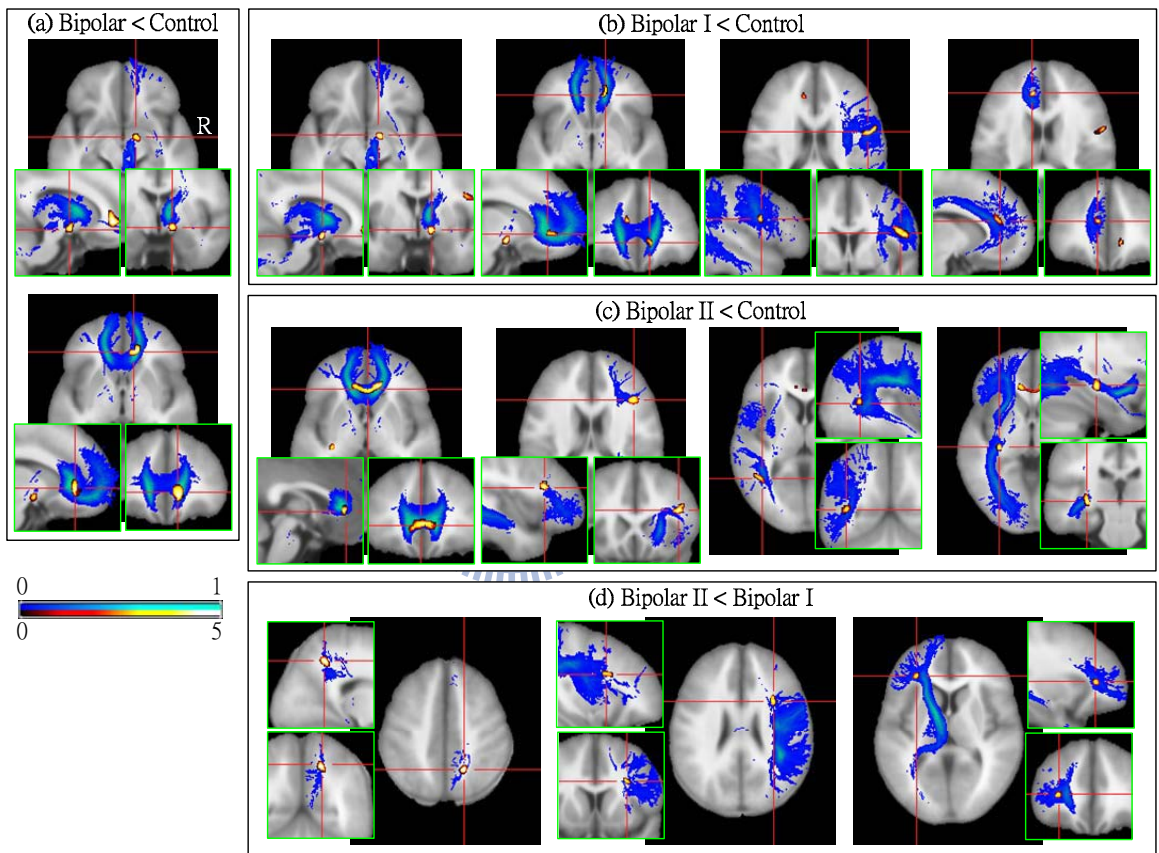 (a) Bipolar < Control
R
(b) Bipolar I < Control
(c) Bipolar II < Control
0 1
0 5
(d) Bipolar II < Bipolar I